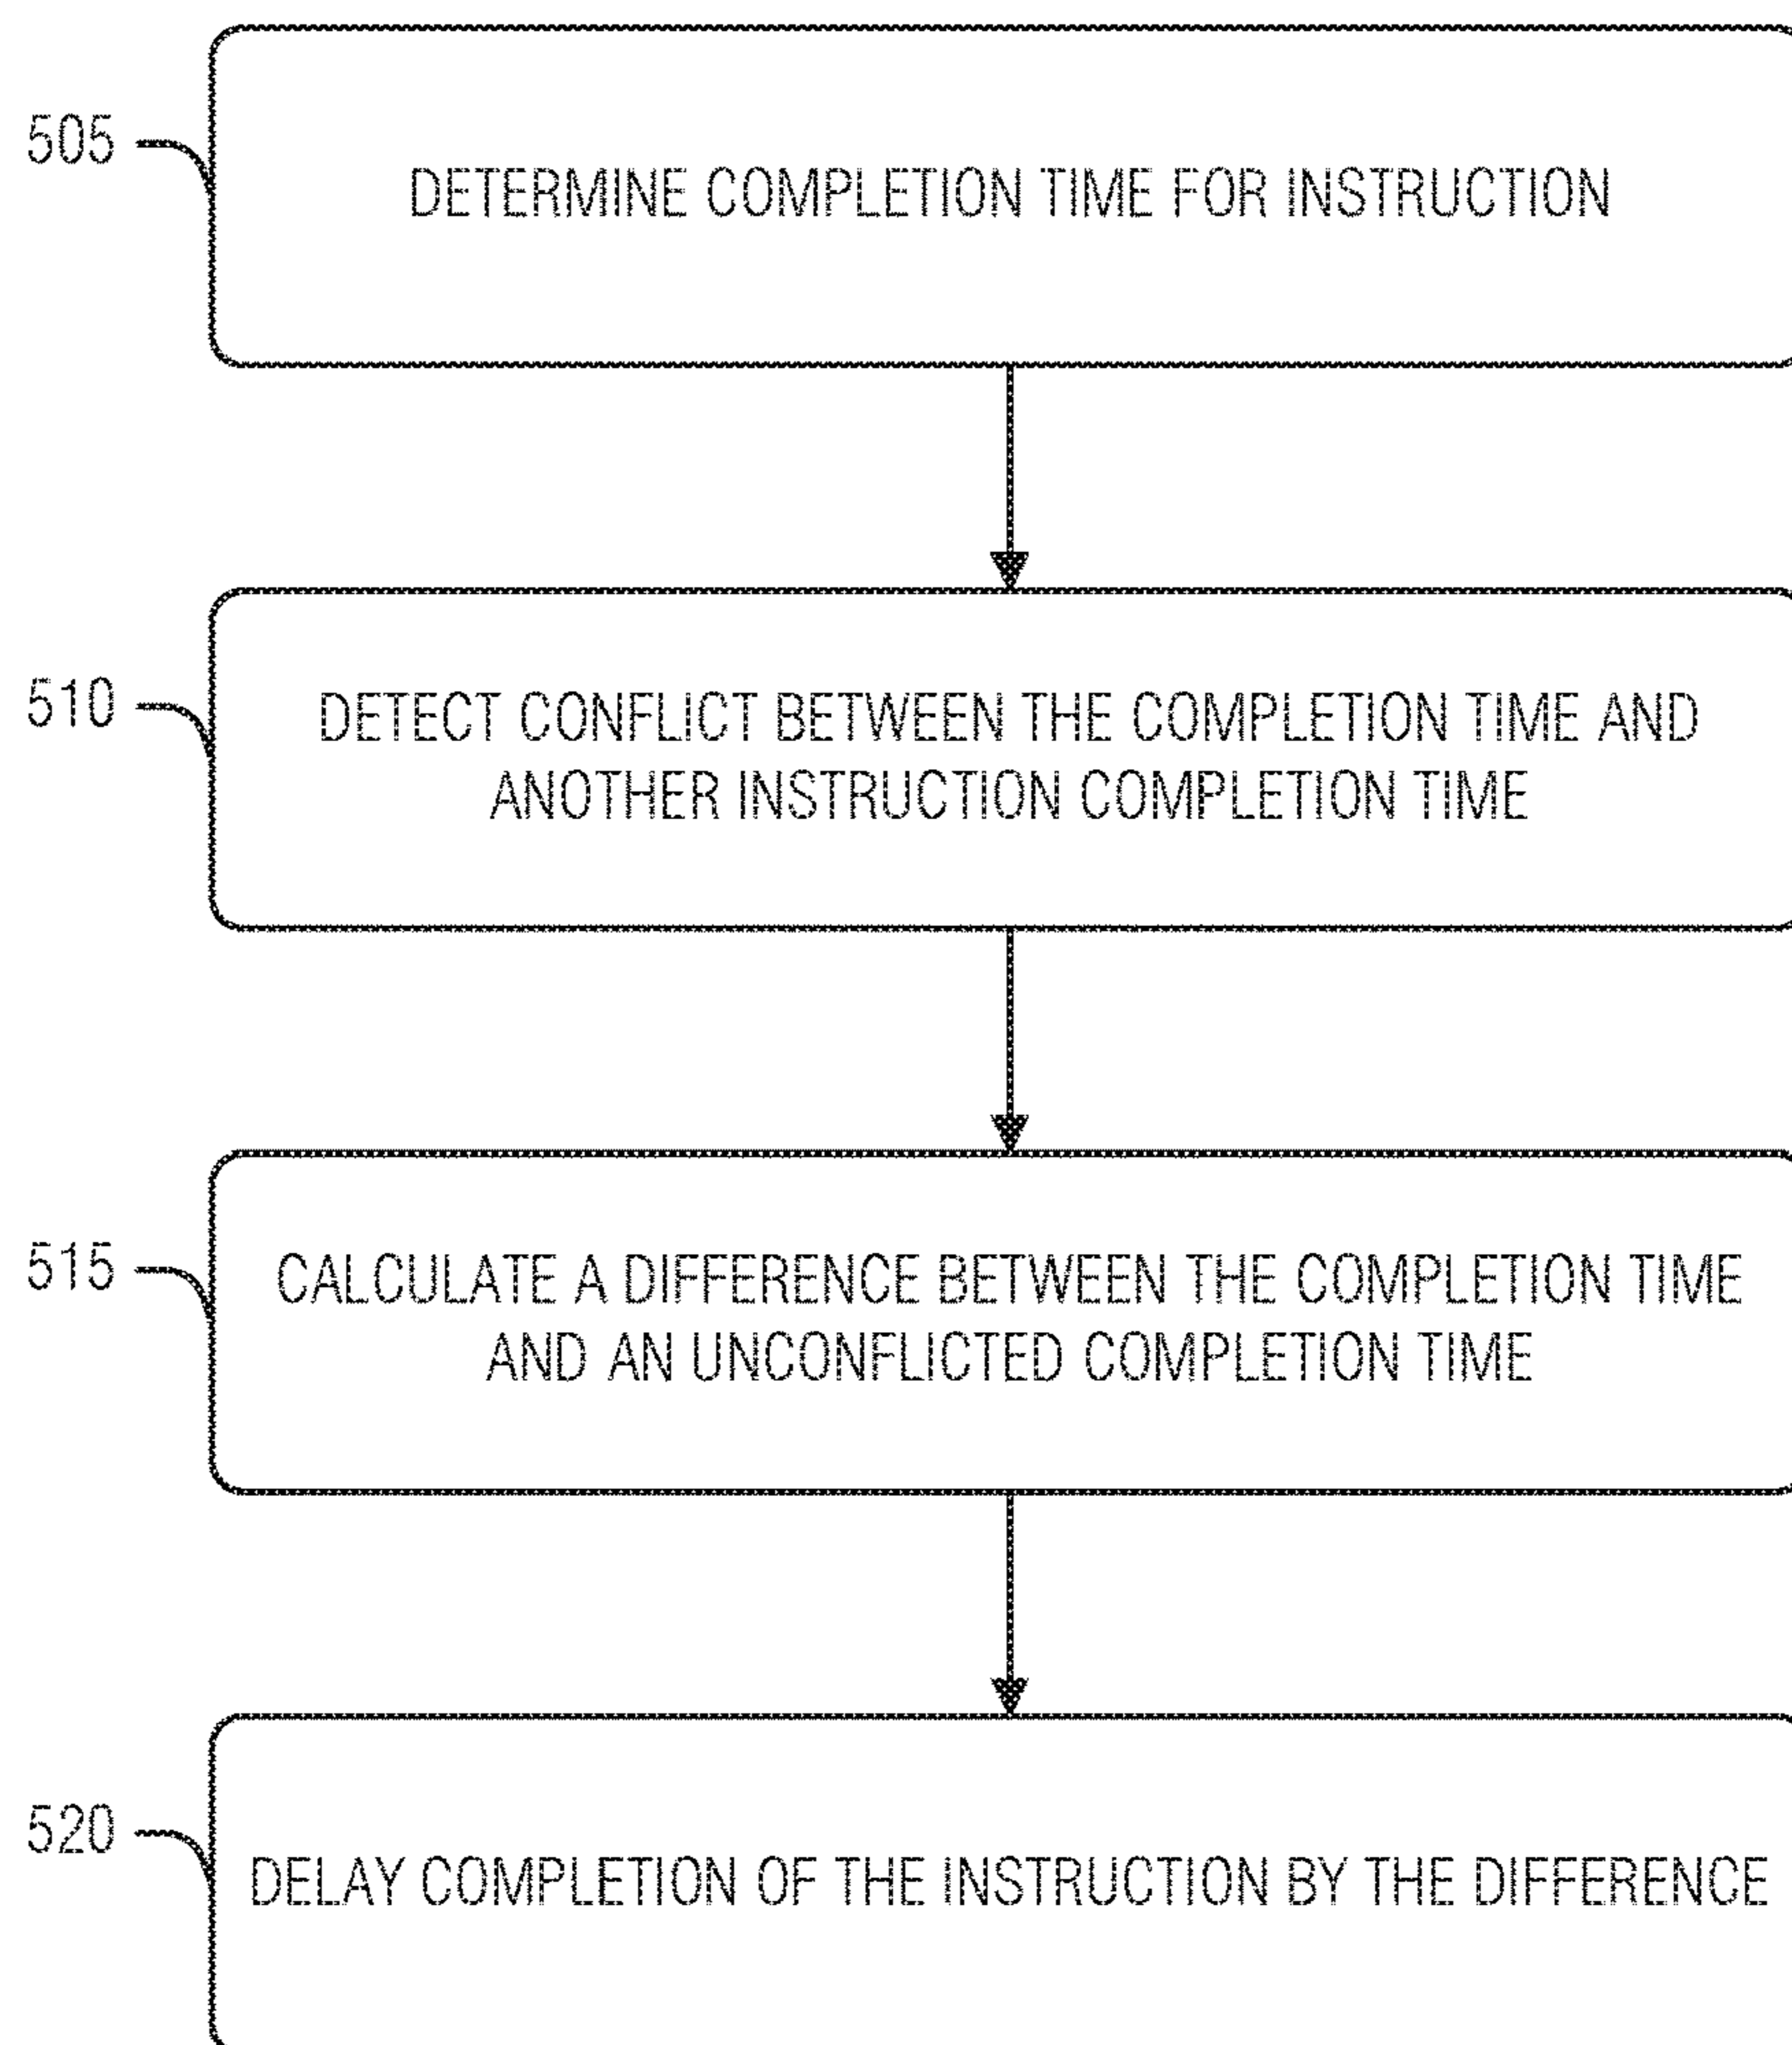 505
DETERMINE COMPLETION TIME FOR INSTRUCTION
510
DETECT CONFLICT BETWEEN THE COMPLETION TIME AND
ANOTHER INSTRUCTION COMPLETION TIME
515
CALCULATE A DIFFERENCE BETWEEN THE COMPLETION TIME
AND AN UNCONFLICTED COMPLETION TIME
520
DELAY COMPLETION OF THE INSTRUCTION BY THE DIFFERENCE